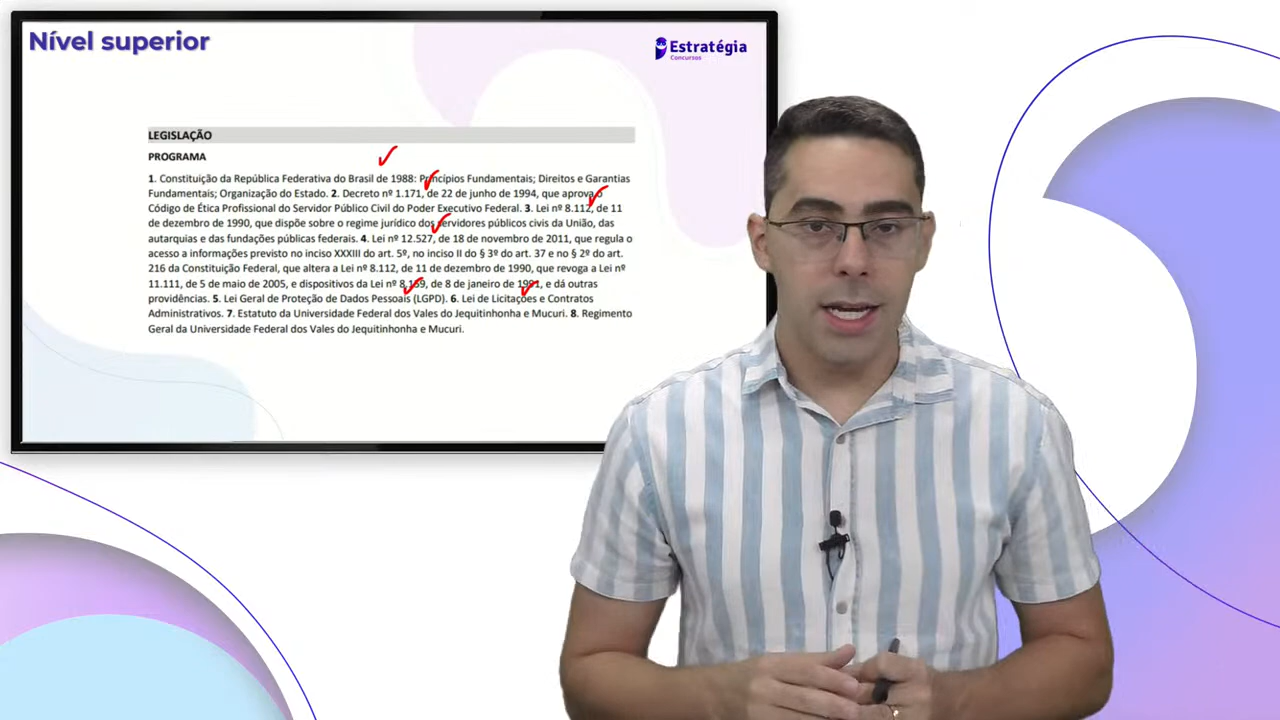 Nível superior
Estratégia
Concursos
LEGISLAÇÃO
PROGRAMA
1. Constituição da República Federativa do Brasil de 1988: Princípios Fundamentais; Direitos e Garantias
Fundamentais; Organização do Estado. 2. Decreto nº 1.171, de 22 de junho de 1994, que aprova o
Código de Ética Profissional do Servidor Público Civil do Poder Executivo Federal. 3. Lei nº 8.112, de 11
de dezembro de 1990, que dispõe sobre o regime jurídico dos servidores públicos civis da União, das
autarquias e das fundações públicas federais. 4. Lei nº 12.527, de 18 de novembro de 2011, que regula o
acesso a informações previsto no inciso XXXIII do art. 5º, no inciso II do § 3º do art. 37 e no § 2º do art.
216 da Constituição Federal, que altera a Lei nº 8.112, de 11 de dezembro de 1990, que revoga a Lei nº
11.111, de 5 de maio de 2005, e dispositivos da Lei nº 8.159, de 8 de janeiro de 1991, e dá outras
providências. 5. Lei Geral de Proteção de Dados Pessoais (LGPD). 6. Lei de Licitações e Contratos
Administrativos. 7. Estatuto da Universidade Federal dos Vales do Jequitinhonha e Mucuri. 8. Regimento
Geral da Universidade Federal dos Vales do Jequitinhonha e Mucuri.